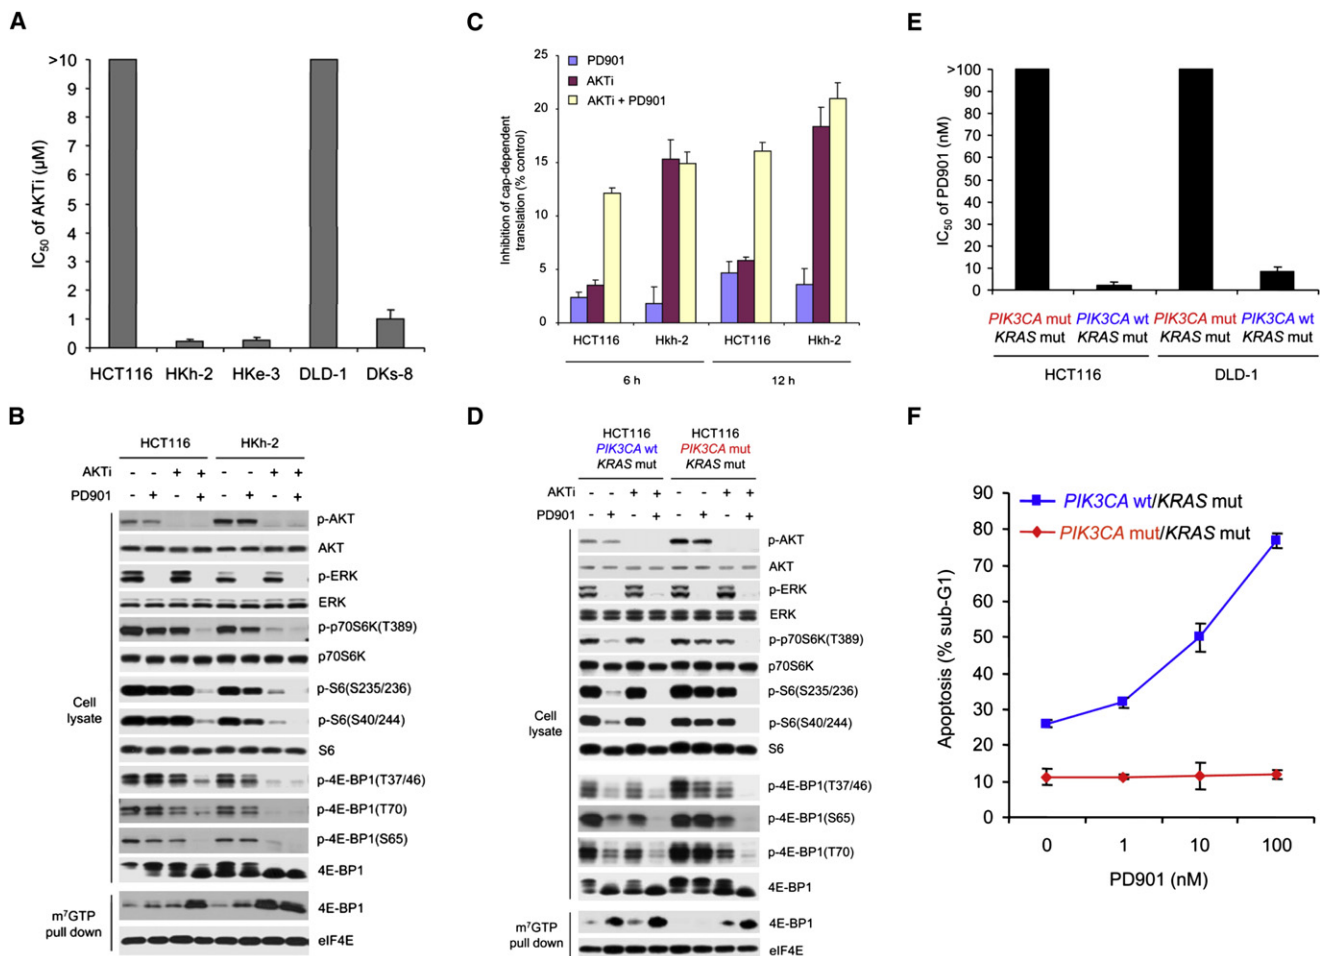 A
>10
10
9
8
7
6
5
4
3
2
1
0
IC50 of AKTi (µM)
HCT116 HKh-2 HKe-3 DLD-1 DKs-8
B
HCT116 HKh-2
AKTi - - + + - - + +
PD901 - + - + - + - +
p-AKT
AKT
p-ERK
ERK
p-p70S6K(T389)
p70S6K
p-S6(S235/236)
p-S6(S40/244)
S6
p-4E-BP1(T37/46)
p-4E-BP1(T70)
p-4E-BP1(S65)
4E-BP1
Cell
lysate
4E-BP1
eIF4E
m7GTP
pull down
C
25
20
15
10
5
0
Inhibition of cap-dependent
translation (% control)
PD901
AKTi
AKTi + PD901
HCT116 Hkh-2 HCT116 Hkh-2
6 h 12 h
D
HCT116 HCT116
PIK3CA wt PIK3CA mut
KRAS mut KRAS mut
AKTi - - + + - - + +
PD901 - + - + - + - +
p-AKT
AKT
p-ERK
ERK
p-p70S6K(T389)
p70S6K
p-S6(S235/236)
p-S6(S40/244)
S6
p-4E-BP1(T37/46)
p-4E-BP1(S65)
p-4E-BP1(T70)
4E-BP1
Cell
lysate
4E-BP1
eIF4E
m7GTP
pull down
E
>100
90
80
70
60
50
40
30
20
10
0
IC50 of PD901 (nM)
PIK3CA mut PIK3CA wt PIK3CA mut PIK3CA wt
KRAS mut KRAS mut KRAS mut KRAS mut
HCT116 DLD-1
F
90
80
70
60
50
40
30
20
10
0
Apoptosis (% sub-G1)
PIK3CA wt/KRAS mut
PIK3CA mut/KRAS mut
0 1 10 100
PD901 (nM)